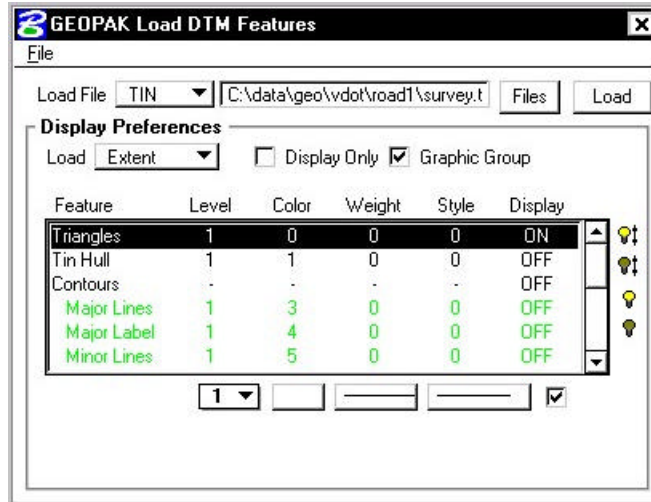 GEOPAK Load DTM Features
File
Load File TIN C:\data\geo\vdot\road1\survey.t Files Load
Display Preferences
Load Extent Display Only Graphic Group
Feature Level Color Weight Style Display
Triangles 1 0 0 0 ON
Tin Hull 1 1 0 0 OFF
Contours - - - - OFF
Major Lines 1 3 0 0 OFF
Major Label 1 4 0 0 OFF
Minor Lines 1 5 0 0 OFF
1